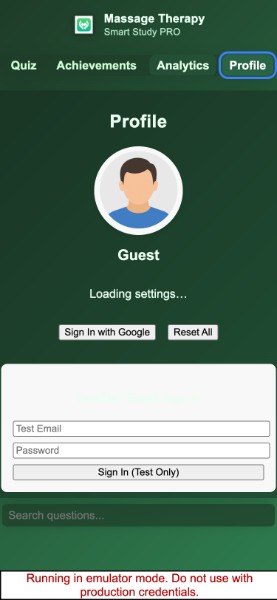 Massage Therapy
Smart Study PRO
Quiz Achievements Analytics Profile
Profile
Guest
Loading settings…
Sign In with Google Reset All
Test Email
Password
Sign In (Test Only)
Search questions...
Running in emulator mode. Do not use with
production credentials.